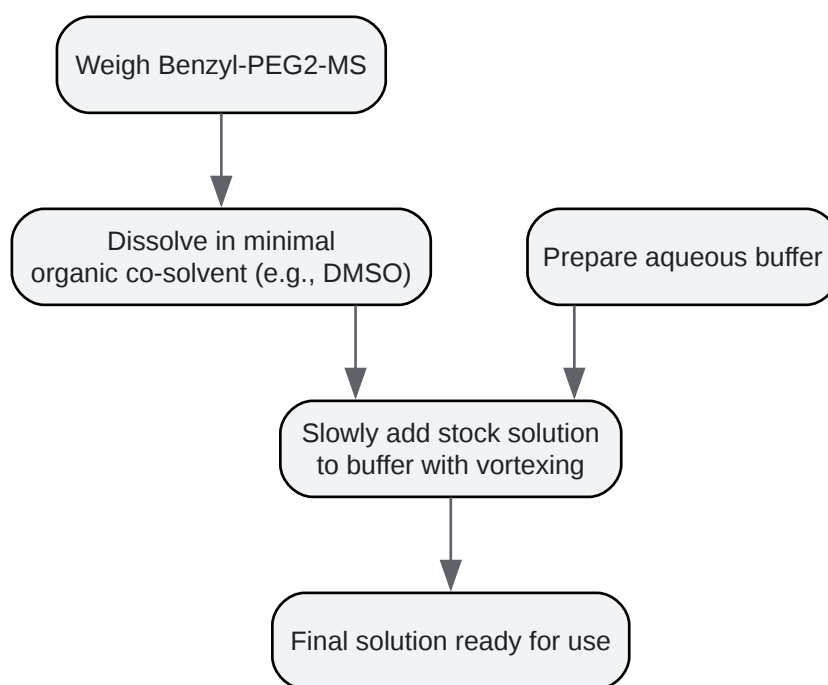 Weigh Benzyl-PEG2-MS
Dissolve in minimal
organic co-solvent (e.g., DMSO)
Prepare aqueous buffer
Slowly add stock solution
to buffer with vortexing
Final solution ready for use